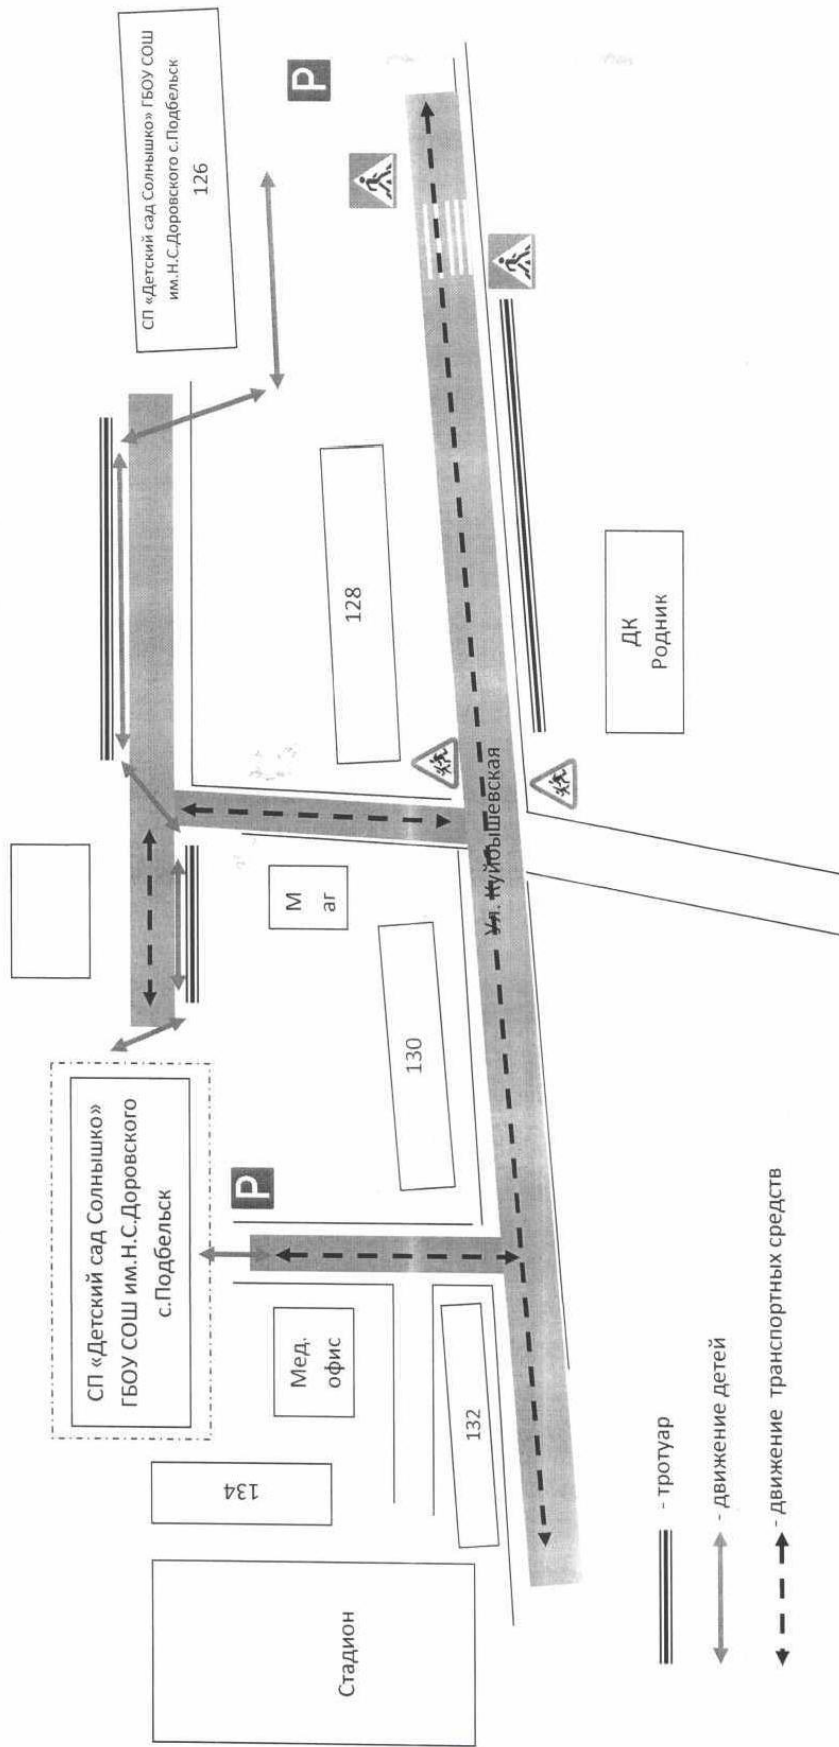 СП «Детский сад Солнышко» ГБОУ СОШ
им.Н.С.Доровского с.Подбельск
126
P
128
ДК
Родник
Ул. Куйбышевская
М
аг
130
СП «Детский сад Солнышко»
ГБОУ СОШ им.Н.С.Доровского
с.Подбельск
P
Мед.
офис
132
134
Стадион
- тротуар
- движение детей
- движение транспортных средств